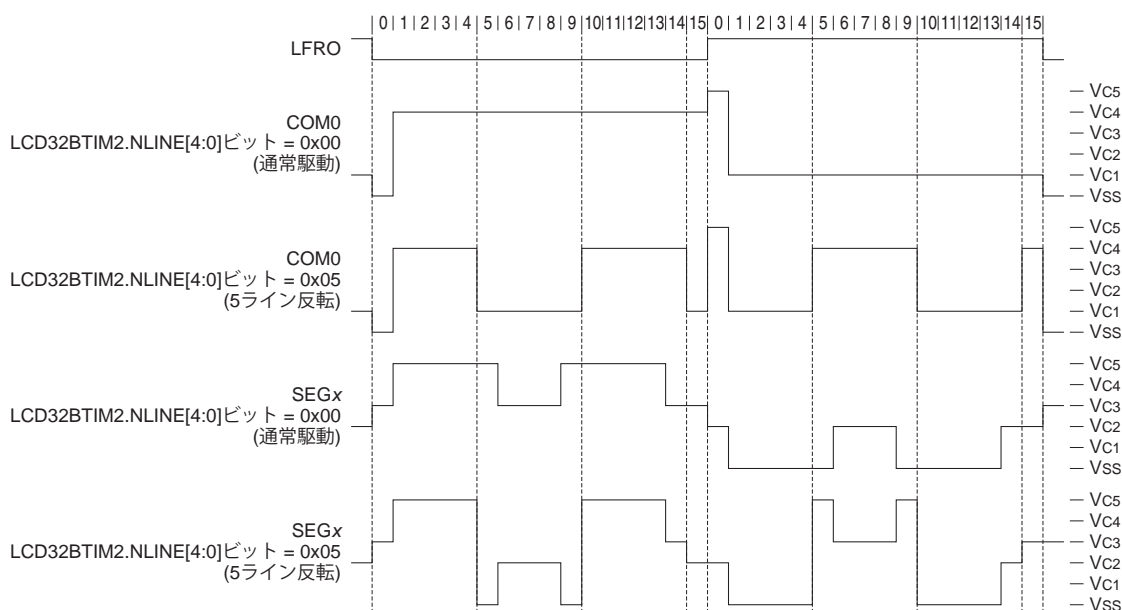 0 | 1 | 2 | 3 | 4 | 5 | 6 | 7 | 8 | 9 |10|11|12|13|14|15| 0 | 1 | 2 | 3 | 4 | 5 | 6 | 7 | 8 | 9 |10|11|12|13|14|15|
LFRO
COM0
LCD32BTIM2.NLINE[4:0]ビット = 0x00
(通常駆動)
VC5
VC4
VC3
VC2
VC1
VSS
COM0
LCD32BTIM2.NLINE[4:0]ビット = 0x05
(5ライン反転)
VC5
VC4
VC3
VC2
VC1
VSS
SEGx
LCD32BTIM2.NLINE[4:0]ビット = 0x00
(通常駆動)
VC5
VC4
VC3
VC2
VC1
VSS
SEGx
LCD32BTIM2.NLINE[4:0]ビット = 0x05
(5ライン反転)
VC5
VC4
VC3
VC2
VC1
VSS